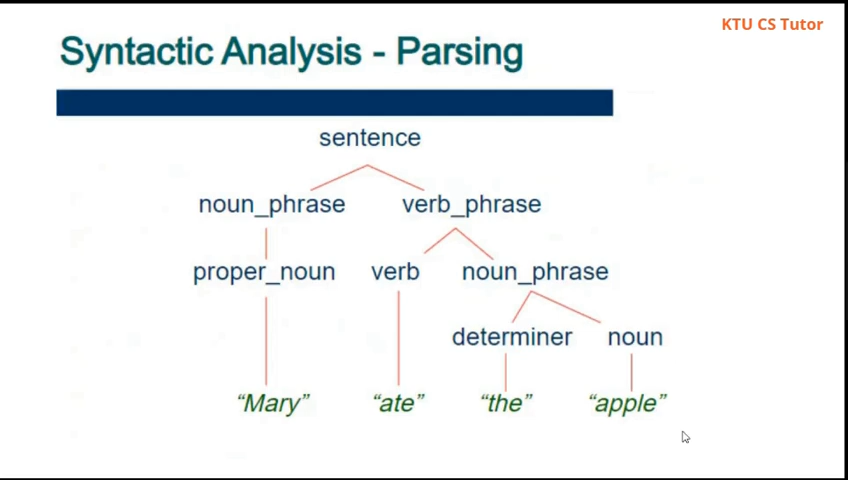 KTU CS Tutor
Syntactic Analysis - Parsing
sentence
noun_phrase verb_phrase
proper_noun verb noun_phrase
determiner noun
“Mary” “ate” “the” “apple”